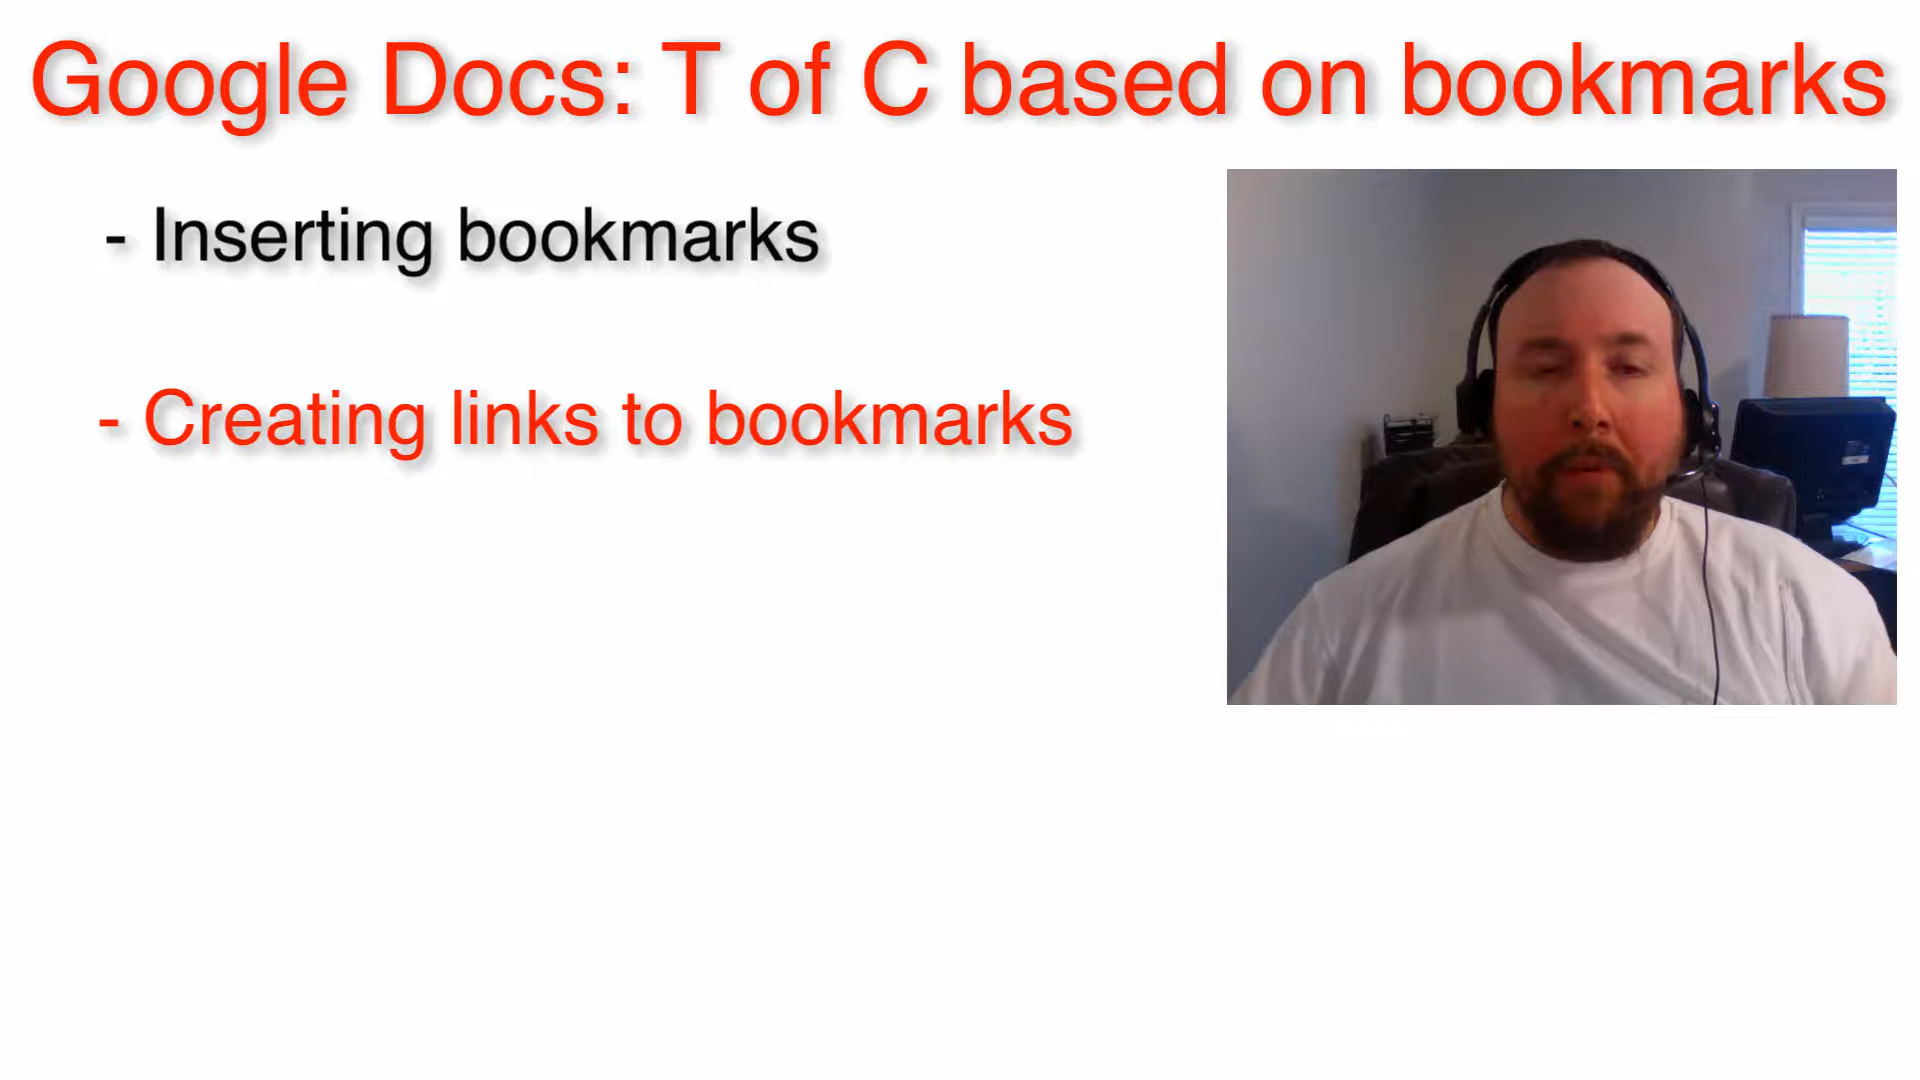 Google Docs: T of C based on bookmarks
- Inserting bookmarks
- Creating links to bookmarks